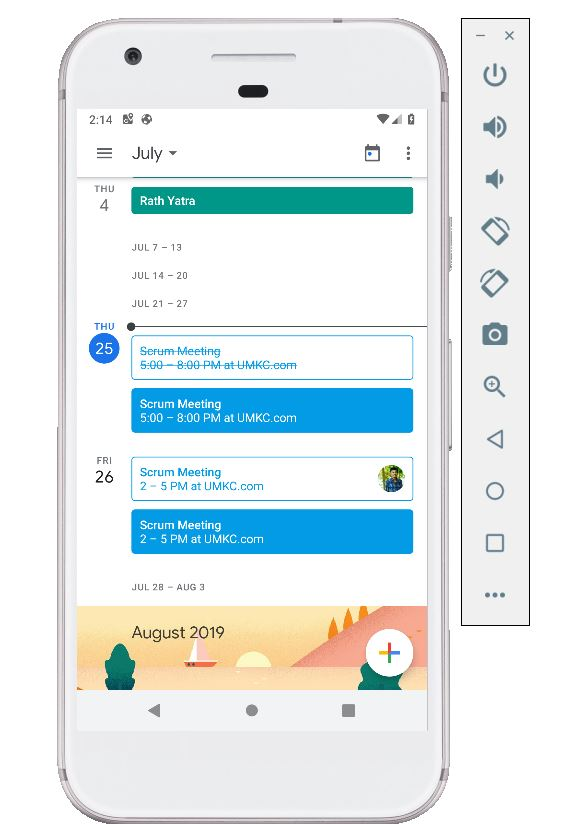 2:14
July
THU
4
Rath Yatra
JUL 7 – 13
JUL 14 – 20
JUL 21 – 27
THU
25
Scrum Meeting
5:00 – 8:00 PM at UMKC.com
Scrum Meeting
5:00 – 8:00 PM at UMKC.com
FRI
26
Scrum Meeting
2 – 5 PM at UMKC.com
Scrum Meeting
2 – 5 PM at UMKC.com
JUL 28 – AUG 3
August 2019